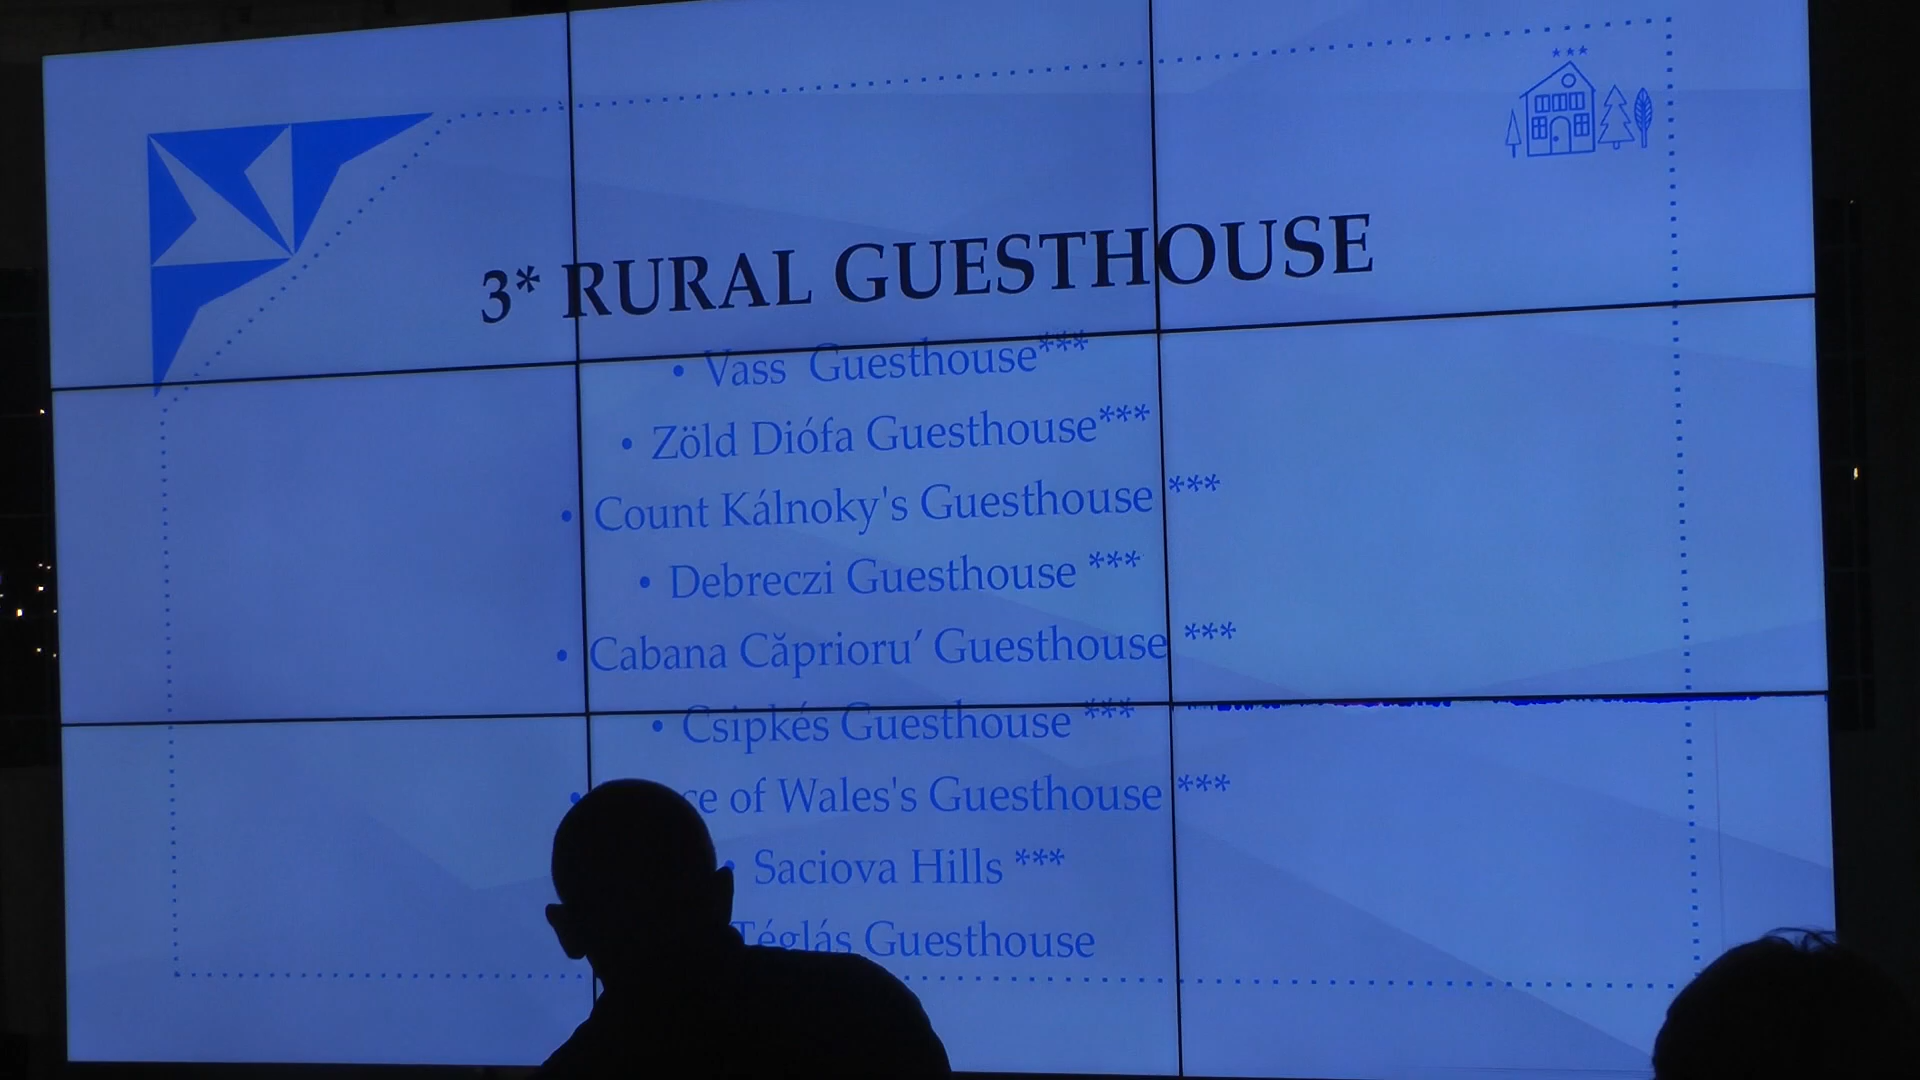 3* RURAL GUESTHOUSE
• Vass Guesthouse***
• Zöld Diófa Guesthouse***
• Count Kálnoky's Guesthouse ***
• Debreczi Guesthouse ***
• Cabana Căprioru’ Guesthouse ***
• Csipkés Guesthouse ***
• of Wales's Guesthouse ***
• Saciova Hills ***
Téglás Guesthouse